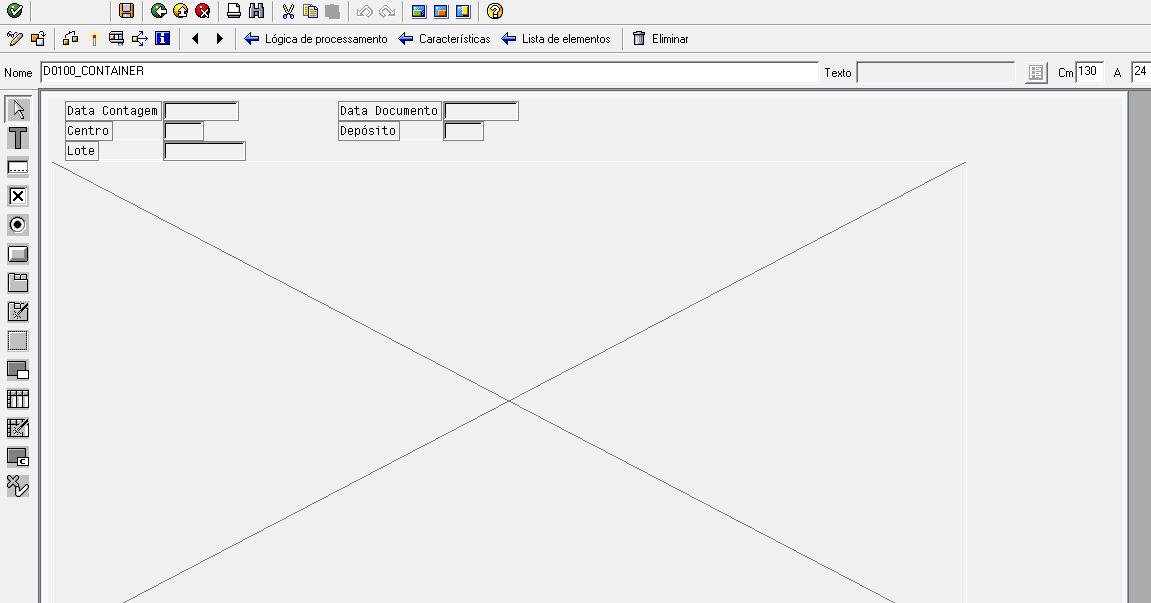 Lógica de processamento Características Lista de elementos Eliminar
Nome D0100_CONTAINER Texto Cm 130 A 24
Data Contagem Data Documento
Centro Depósito
Lote